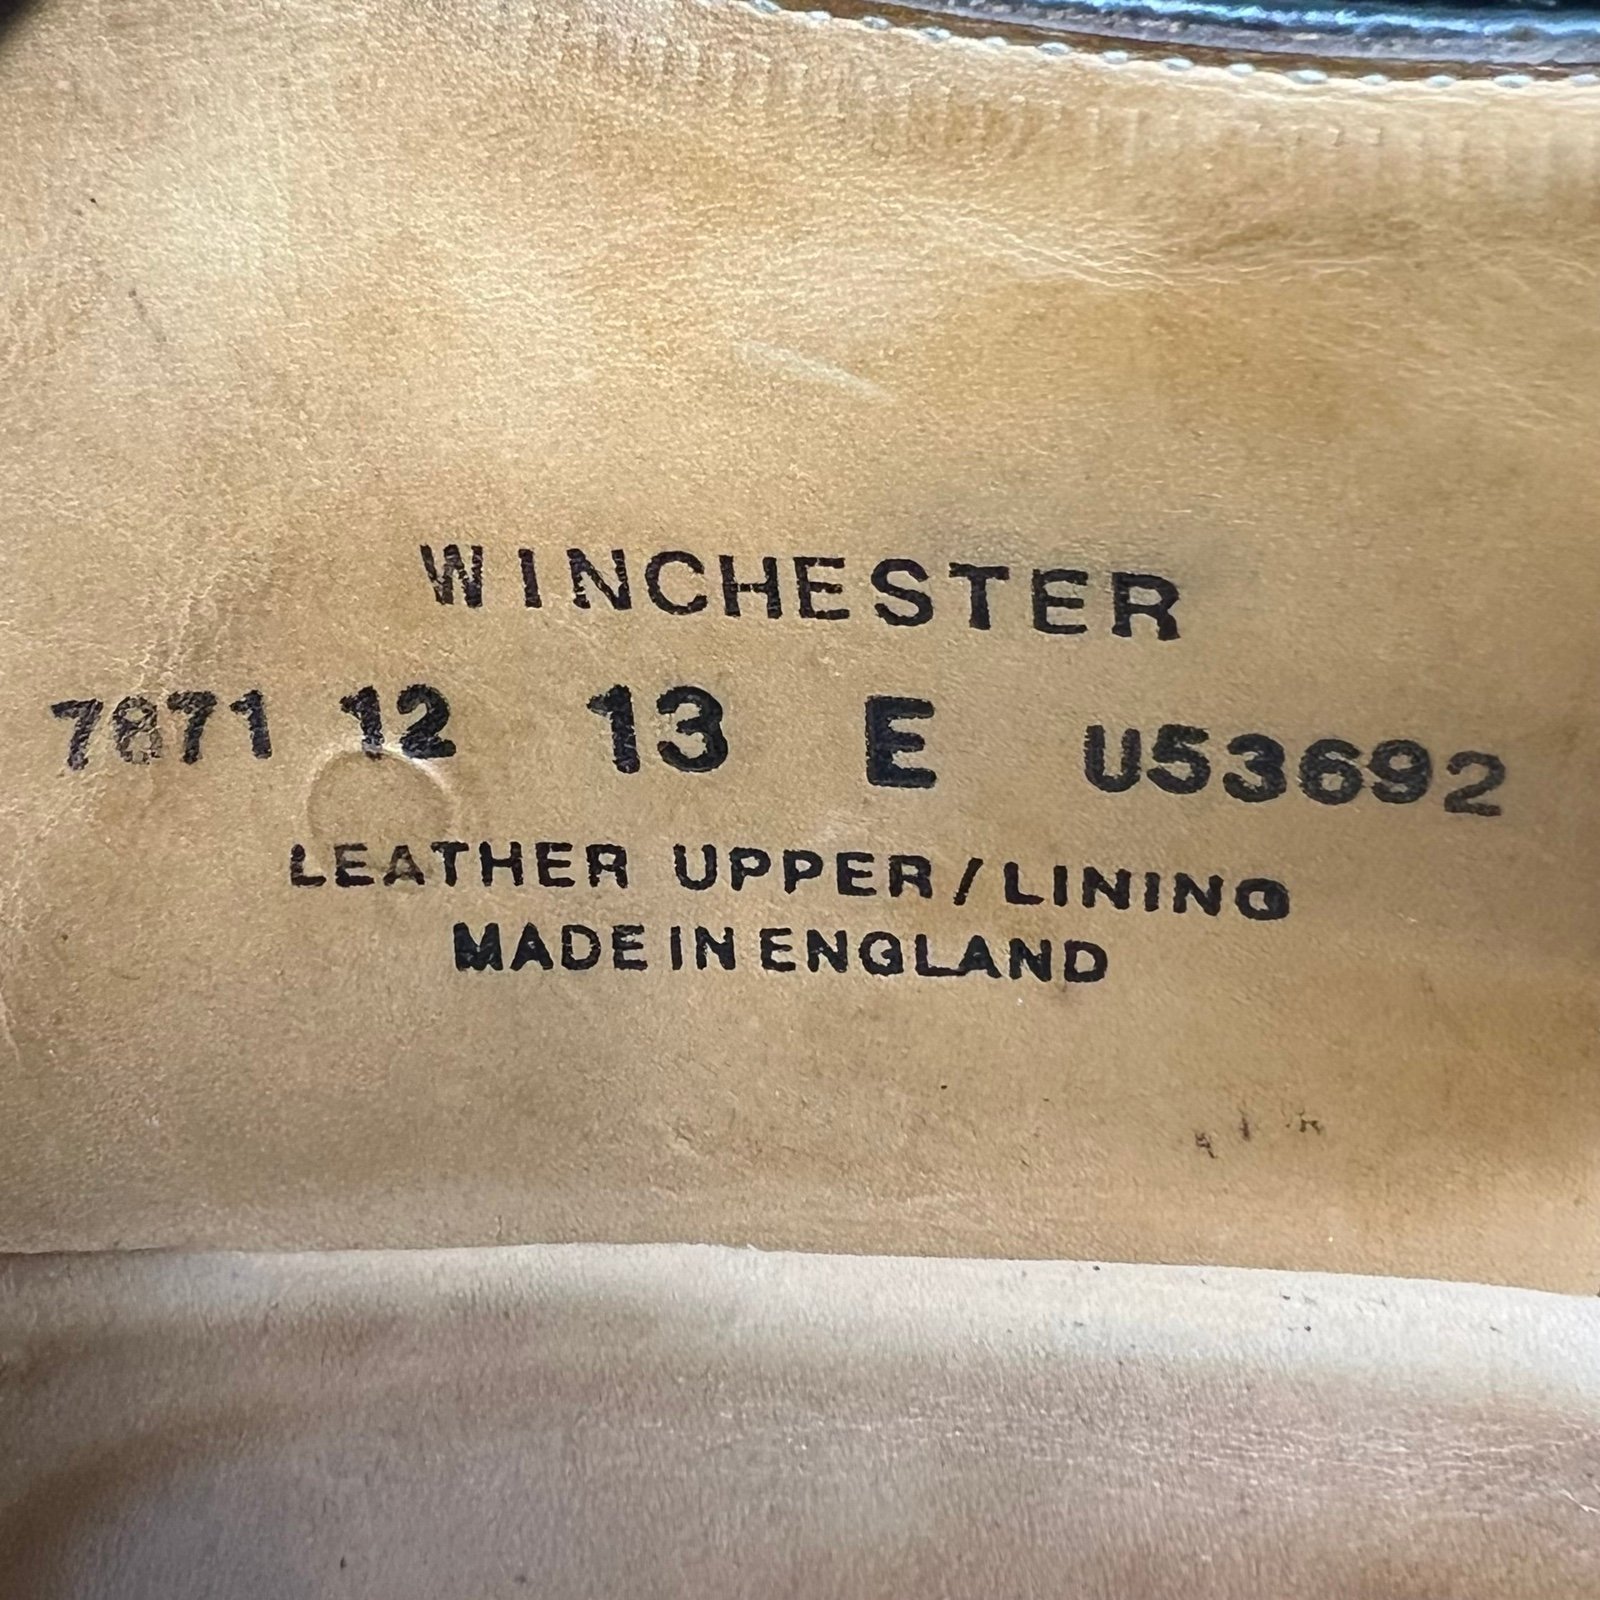 WINCHESTER
7871 12 13 E U53692
LEATHER UPPER/LINING
MADE IN ENGLAND